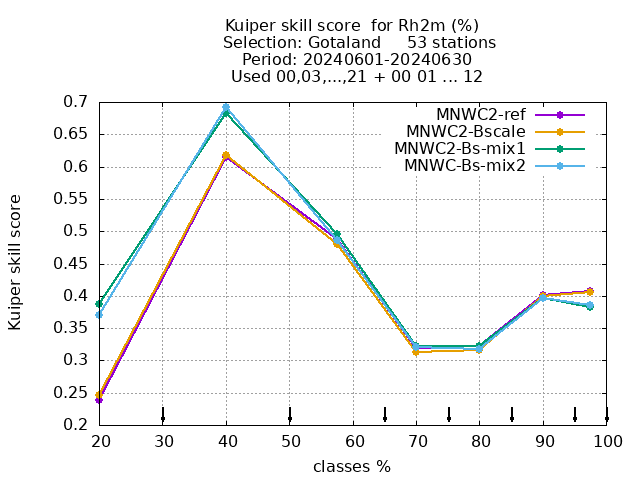 Kuiper skill score  for Rh2m (%)
Selection: Gotaland     53 stations
Period: 20240601-20240630
Used 00,03,...,21 + 00 01 ... 12
MNWC2-ref
MNWC2-Bscale
MNWC2-Bs-mix1
MNWC-Bs-mix2
Kuiper skill score
0.7
0.65
0.6
0.55
0.5
0.45
0.4
0.35
0.3
0.25
0.2
20 30 40 50 60 70 80 90 100
classes %